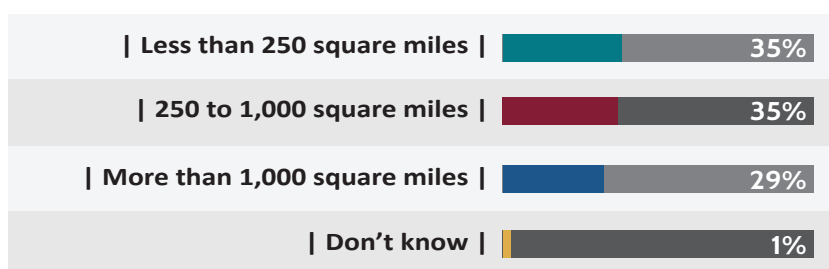 | Less than 250 square miles | 35%
| 250 to 1,000 square miles | 35%
| More than 1,000 square miles | 29%
| Don’t know | 1%